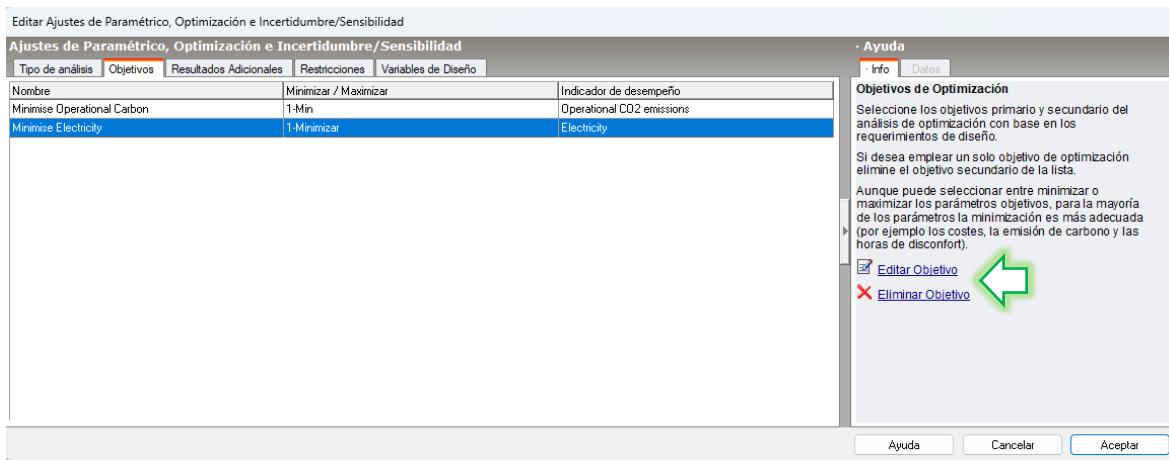 Editar Ajustes de Paramétrico, Optimización e Incertidumbre/Sensibilidad
Ajustes de Paramétrico, Optimización e Incertidumbre/Sensibilidad
Tipo de análisis Objetivos Resultados Adicionales Restricciones Variables de Diseño
Nombre Minimizar / Maximizar Indicador de desempeño
Minimise Operational Carbon 1-Min Operational CO2 emissions
Minimise Electricity 1-Minimizar Electricity
· Ayuda
· Info Datos
Objetivos de Optimización
Seleccione los objetivos primario y secundario del
análisis de optimización con base en los
requerimientos de diseño.
Si desea emplear un solo objetivo de optimización
elimine el objetivo secundario de la lista.
Aunque puede seleccionar entre minimizar o
maximizar los parámetros objetivos, para la mayoría
de los parámetros la minimización es más adecuada
(por ejemplo los costes, la emisión de carbono y las
horas de disconfort).
Editar Objetivo
Eliminar Objetivo
Ayuda Cancelar Aceptar